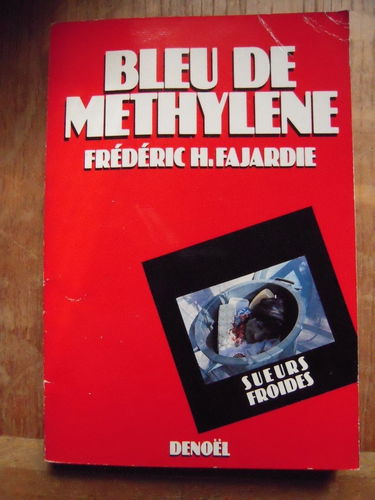 BLEU DE
METHYLENE
FRÉDÉRIC H. FAJARDIE
SUEURS
FROIDES
DENOËL